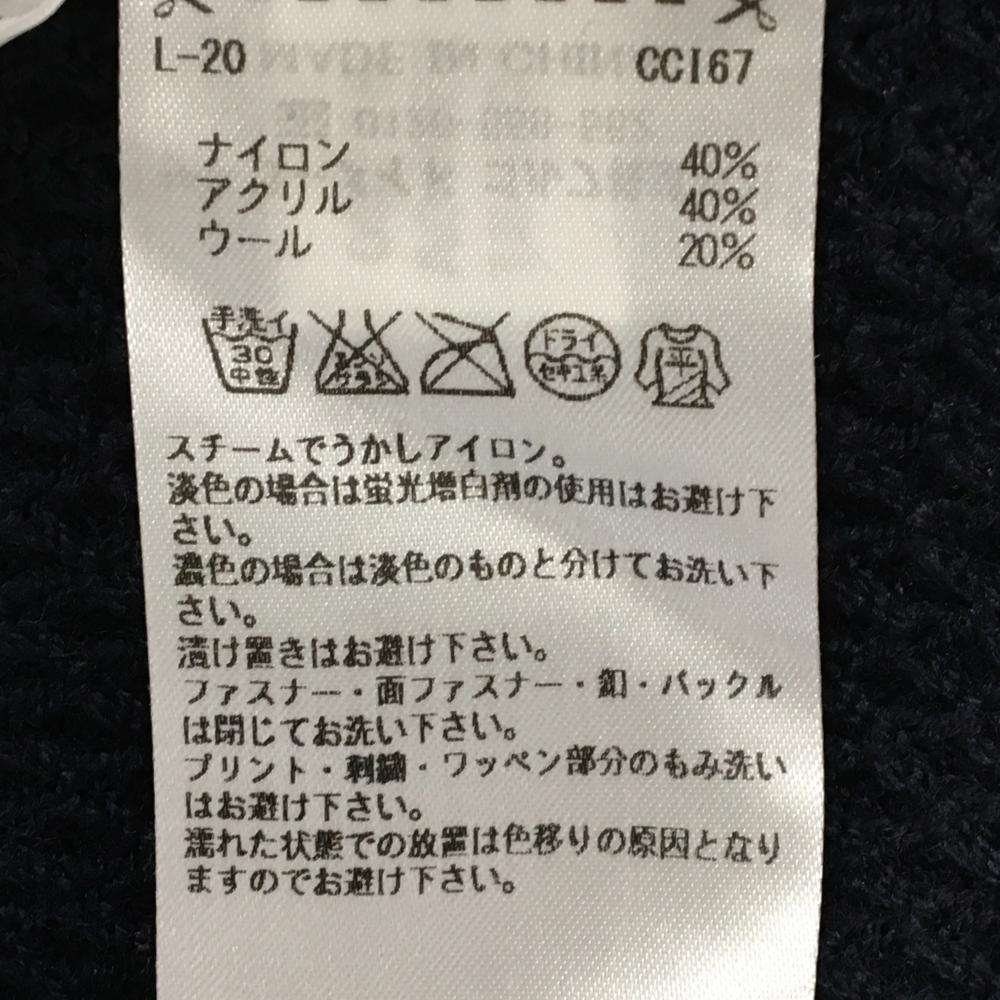 L-20 CCI67
ナイロン 40%
アクリル 40%
ウール 20%
手洗イ 30 中性 エンソ サラシ ドライ セキユ系 平
スチームでうかしアイロン。
淡色の場合は蛍光増白剤の使用はお避け下
さい。
濃色の場合は淡色のものと分けてお洗い下
さい。
漬け置きはお避け下さい。
ファスナー・面ファスナー・釦・バックル
は閉じてお洗い下さい。
プリント・刺繍・ワッペン部分のもみ洗い
はお避け下さい。
濡れた状態での放置は色移りの原因となり
ますのでお避け下さい。